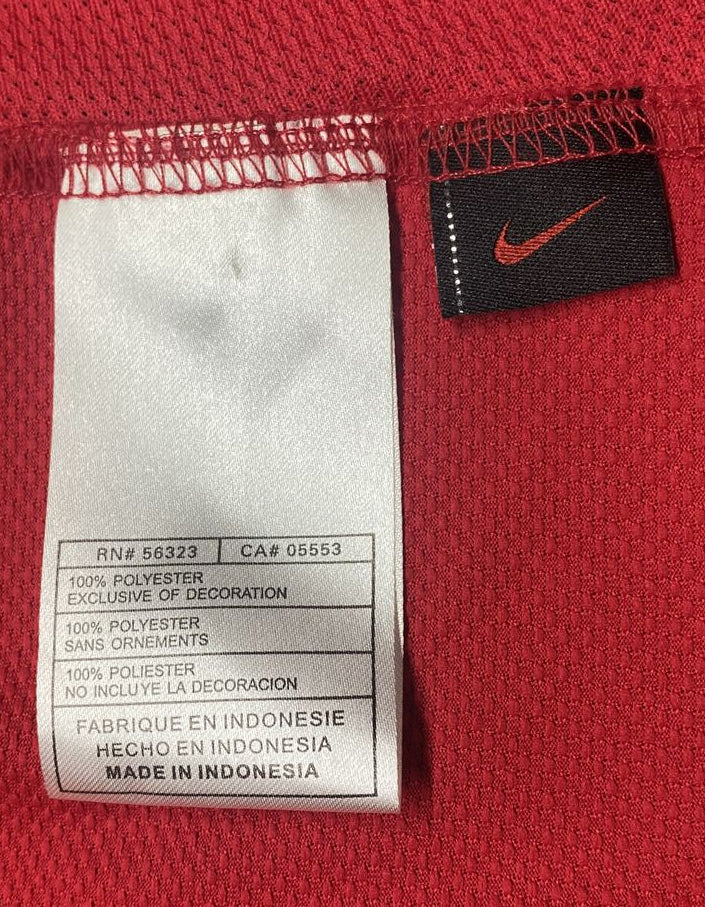 RN# 56323 CA# 05553
100% POLYESTER
EXCLUSIVE OF DECORATION
100% POLYESTER
SANS ORNEMENTS
100% POLIESTER
NO INCLUYE LA DECORACION
FABRIQUE EN INDONESIE
HECHO EN INDONESIA
MADE IN INDONESIA